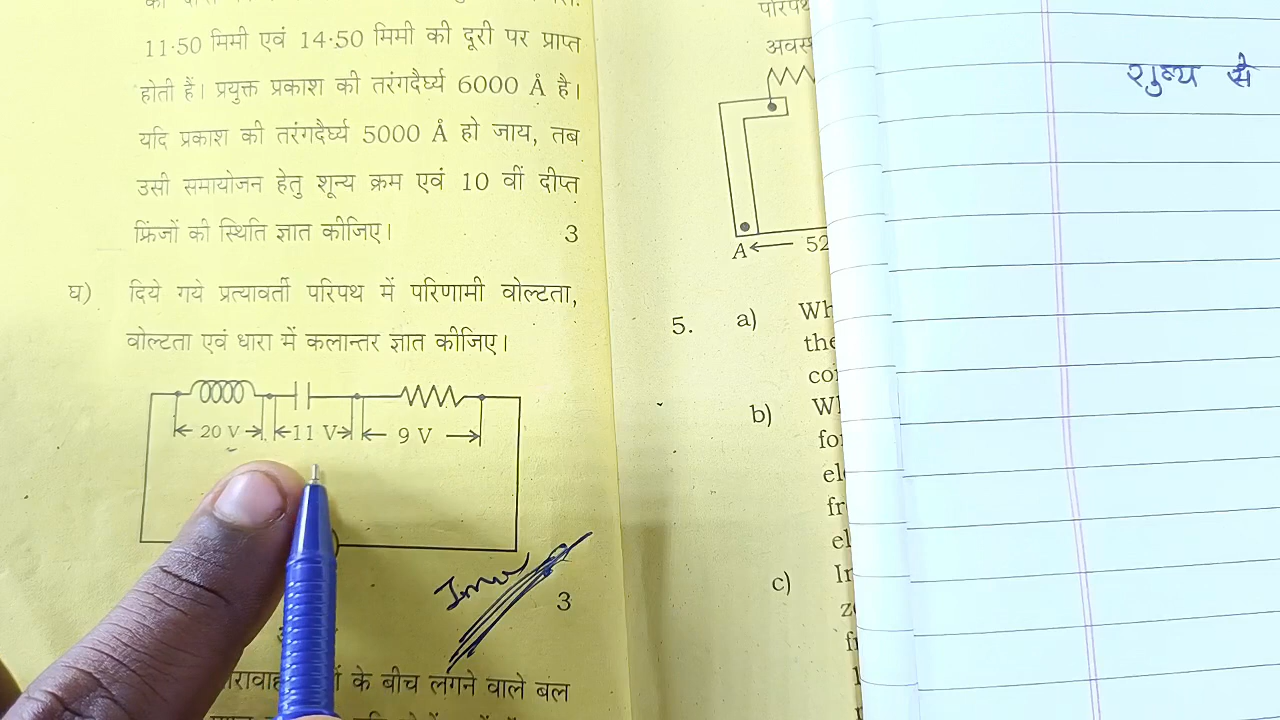 11·50 मिमी एवं 14·50 मिमी की दूरी पर प्राप्त
होती हैं। प्रयुक्त प्रकाश की तरंगदैर्घ्य 6000 Å है।
यदि प्रकाश की तरंगदैर्घ्य 5000 Å हो जाय, तब
उसी समायोजन हेतु शून्य क्रम एवं 10 वीं दीप्त
फ्रिंजों की स्थिति ज्ञात कीजिए। 3
घ) दिये गये प्रत्यावर्ती परिपथ में परिणामी वोल्टता,
वोल्टता एवं धारा में कलान्तर ज्ञात कीजिए।
20 V 11 V 9 V
3
के बीच लगने वाले बल
परिपथ
अवस
A 52
5. a) Wh
the
co
b) W
fo
el
fr
el
c) In
z
f
शुन्य से